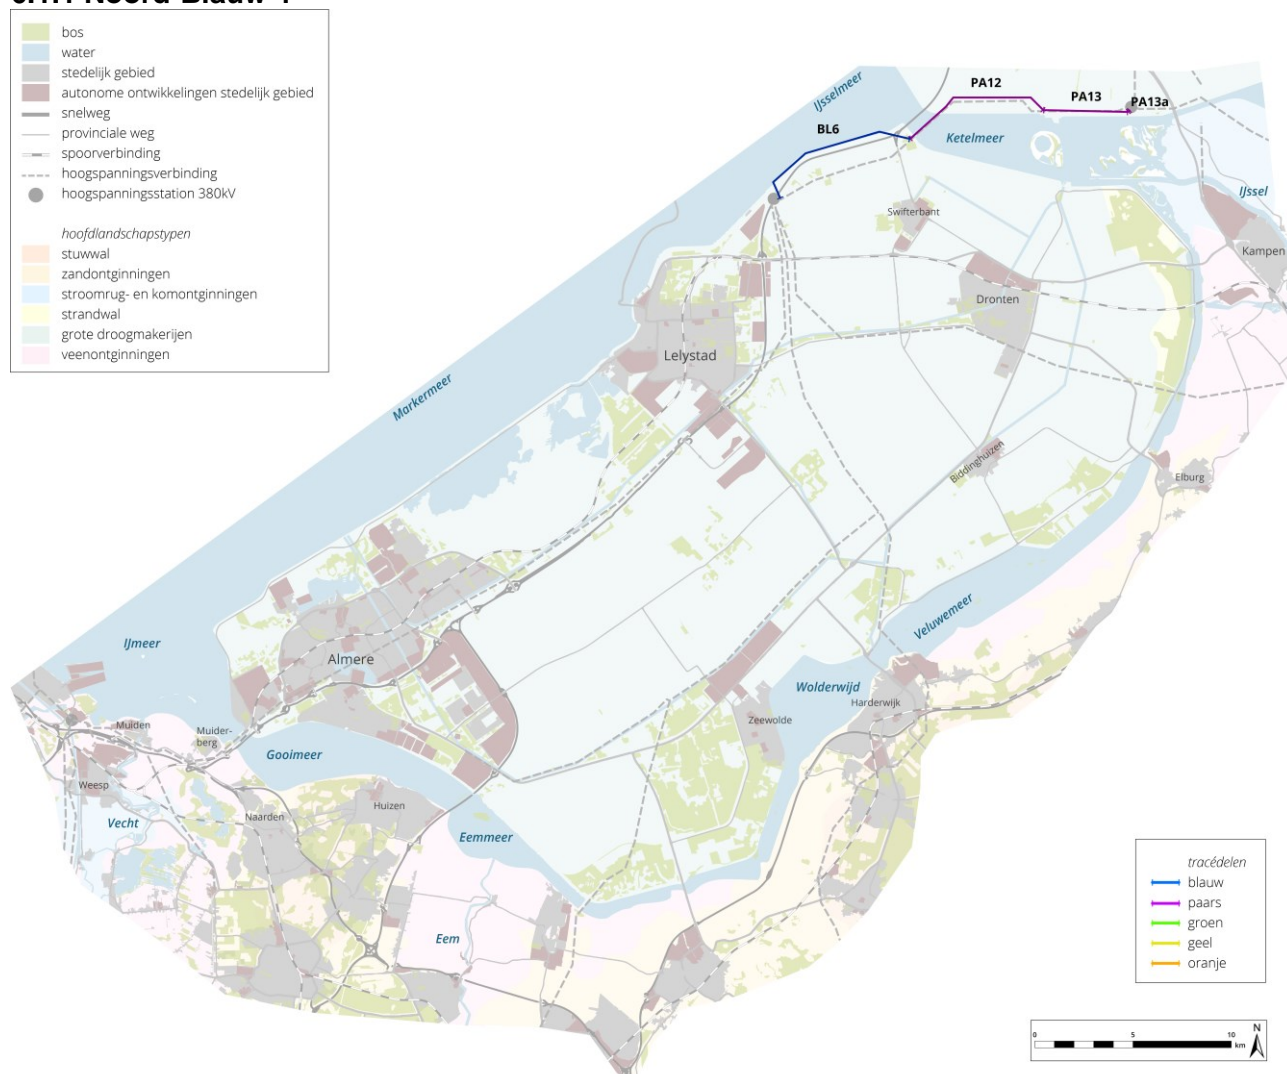 Noord-Blauw
bos
water
stedelijk gebied
autonome ontwikkelingen stedelijk gebied
snelweg
provinciale weg
spoorverbinding
hoogspanningsverbinding
hoogspanningsstation 380kV
hoofdlandschapstypen
stuwwal
zandontginningen
stroomrug- en komontginningen
strandwal
grote droogmakerijen
veenontginningen
IJsselmeer
PA12
PA13
PA13a
BL6
Ketelmeer
IJssel
Swifterbant
Kampen
Dronten
Lelystad
Markermeer
Biddinghuizen
Elburg
Veluwemeer
IJmeer
Almere
Wolderwijd
Harderwijk
Zeewolde
Muiden
Muider-
berg
Gooimeer
Weesp
Huizen
Naarden
Vecht
Eemmeer
Eem
tracédelen
blauw
paars
groen
geel
oranje
0 5 10
km
N